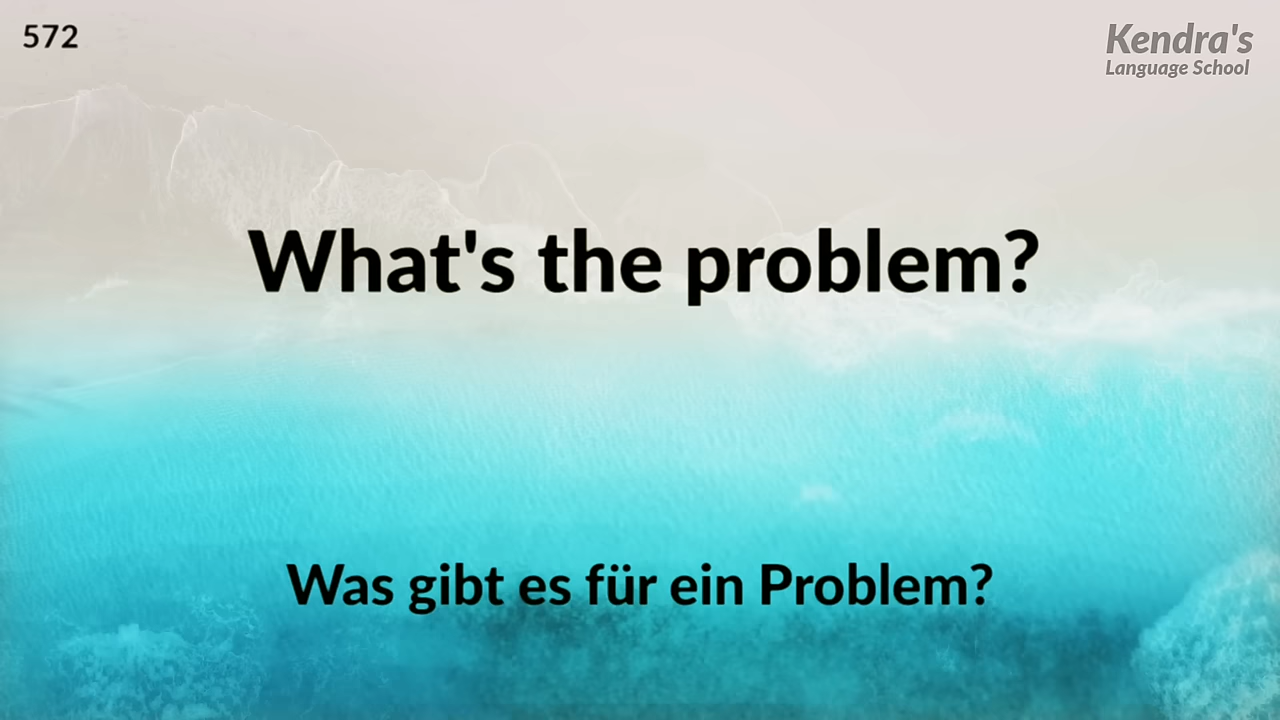 572
Kendra's
Language School
What's the problem?
Was gibt es für ein Problem?